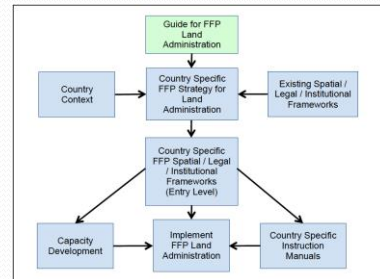 Guide for FFP
Land
Administration
Country
Context
Country Specific
FFP Strategy for
Land
Administration
Existing Spatial /
Legal / Institutional
Frameworks
Country Specific
FFP Spatial / Legal
/ Institutional
Frameworks
(Entry Level)
Capacity
Development
Implement
FFP Land
Administration
Country Specific
Instruction
Manuals